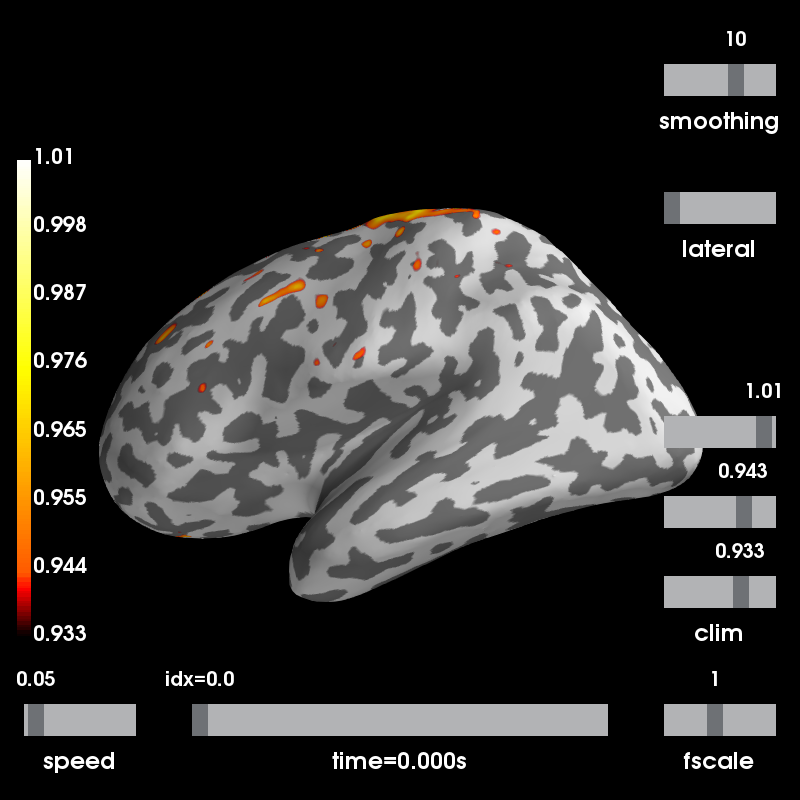 10
smoothing
1.01
0.998
lateral
0.987
0.976
1.01
0.965
0.943
0.955
0.933
0.944
0.933
clim
0.05
idx=0.0
1
speed
time=0.000s
fscale